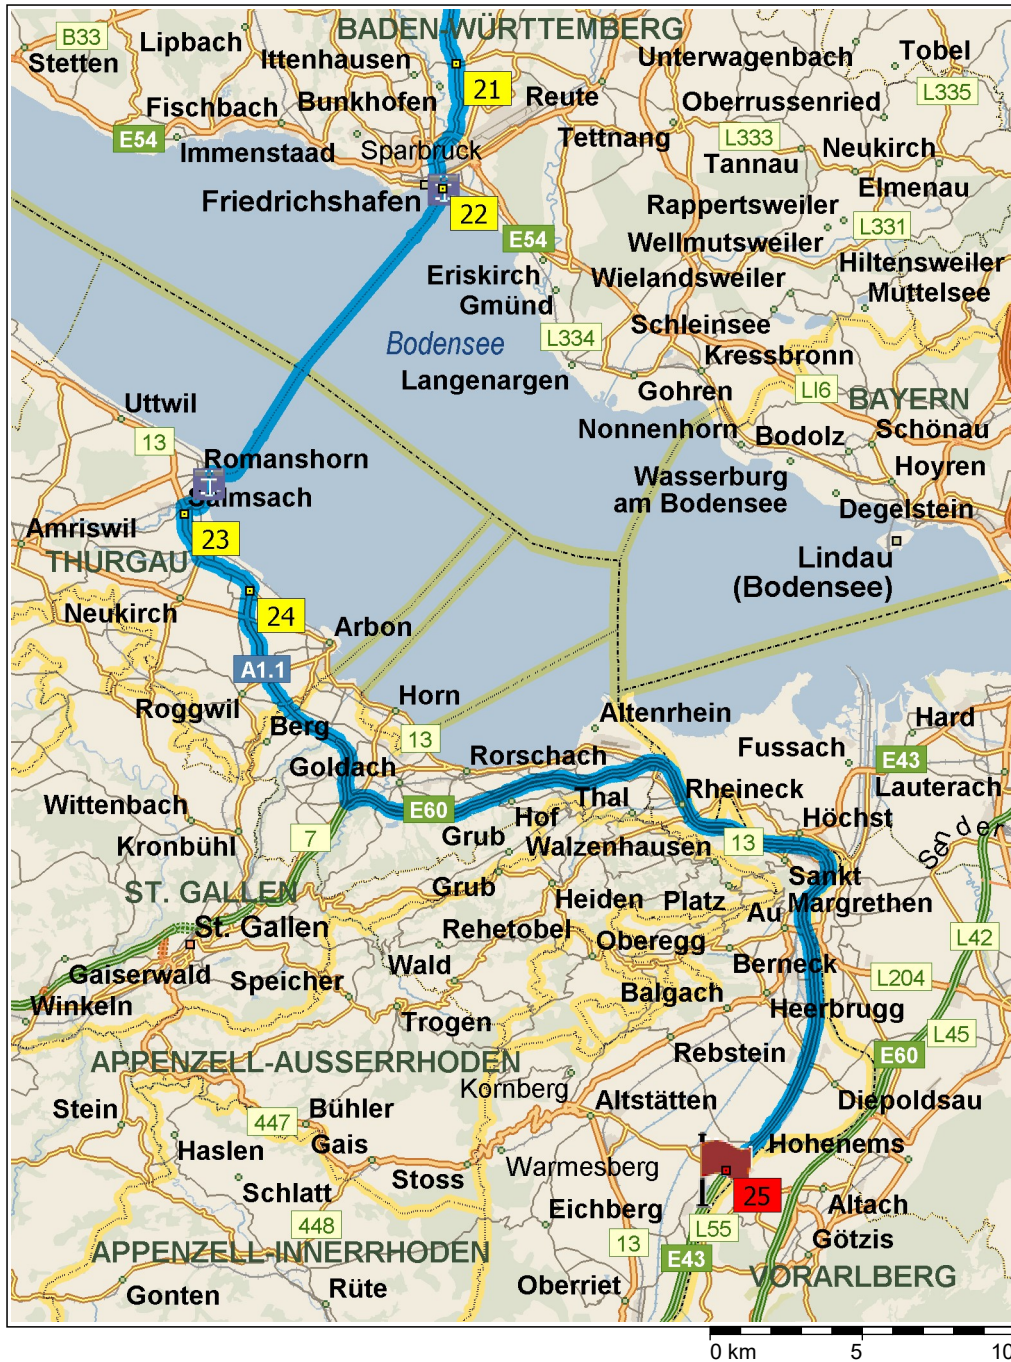 BADEN-WÜRTTEMBERG
B33
Lipbach
Stetten
Ittenhausen
Unterwagenbach
Tobel
21
L335
Fischbach
Bunkhofen
Reute
Oberrussenried
E54
Immenstaad
Sparbruck
Tettnang
L333
Tannau
Neukirch
Elmenau
Friedrichshafen
22
Rappertsweiler
L331
E54
Wellmutsweiler
Hiltensweiler
Eriskirch
Wielandsweiler
Muttelsee
Gmünd
Schleinsee
L334
Bodensee
Kressbronn
Langenargen
Gohren
LI6
BAYERN
Uttwil
13
Nonnenhorn
Bodolz
Schönau
Romanshorn
Hoyren
Wasserburg
am Bodensee
Salmsach
Degelstein
Amriswil
23
Lindau
(Bodensee)
THURGAU
Neukirch
24
Arbon
A1.1
Roggwil
Horn
Berg
13
Altenrhein
Hard
Fussach
E43
Goldach
Rorschach
Rheineck
Lauterach
Wittenbach
E60
Thal
Hof
Höchst
Sender
7
Grub
Walzenhausen
13
Kronbühl
Sankt
Margrethen
ST. GALLEN
Grub
Heiden
Platz
Au
St. Gallen
Rehetobel
Oberegg
L42
Gaiserwald
Speicher
Wald
Berneck
L204
Winkeln
Balgach
Heerbrugg
Trogen
L45
APPENZELL-AUSSERRHODEN
Rebstein
E60
Kornberg
Stein
447
Bühler
Altstätten
Diepoldsau
Haslen
Gais
Hohenems
Stoss
Warmesberg
Schlatt
25
Altach
448
Eichberg
L55
13
Götzis
APPENZELL-INNERRHODEN
E43
VORARLBERG
Gonten
Rüte
Oberriet
0 km
5
10